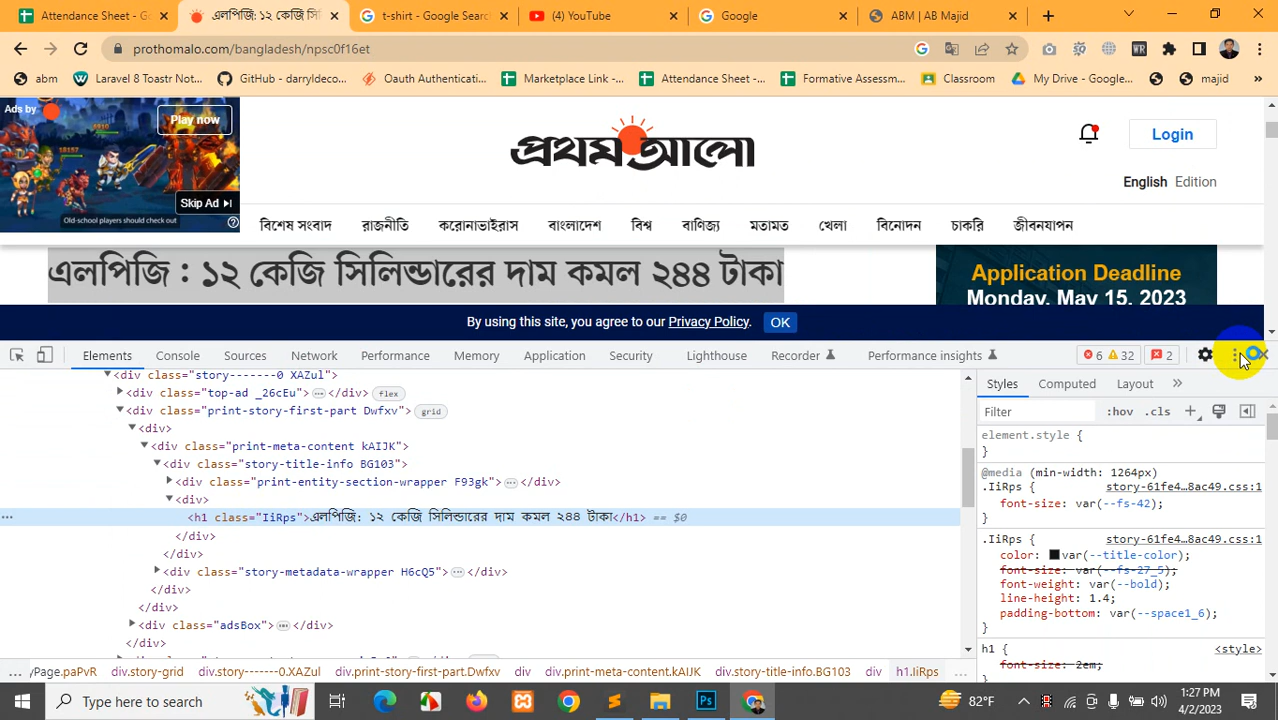 Attendance Sheet - G
এলপিজি: ১২ কেজি সি
t-shirt - Google Searc
(4) YouTube
Google
ABM | AB Majid
prothomalo.com/bangladesh/npsc0f16et
abm
Laravel 8 Toastr Not...
GitHub - darryldeco...
Oauth Authenticati...
Marketplace Link -...
Attendance Sheet -...
Formative Assessm...
Classroom
My Drive - Google...
majid
Ads by
Play now
Skip Ad
Old-school players should check out
প্রথম আলো
Login
English Edition
বিশেষ সংবাদ রাজনীতি করোনাভাইরাস বাংলাদেশ বিশ্ব বাণিজ্য মতামত খেলা বিনোদন চাকরি জীবনযাপন
এলপিজি : ১২ কেজি সিলিন্ডারের দাম কমল ২৪৪ টাকা
Application Deadline
Monday, May 15, 2023
By using this site, you agree to our Privacy Policy. OK
Elements Console Sources Network Performance Memory Application Security Lighthouse Recorder Performance insights 6 32 2
<div class="story-------0 XAZul">
<div class="top-ad _26cEu"> </div> flex
<div class="print-story-first-part Dwfxv"> grid
<div>
<div class="print-meta-content kAIJK">
<div class="story-title-info BG103">
<div class="print-entity-section-wrapper F93gk"> </div>
<div>
<h1 class="IiRps">এলপিজি: ১২ কেজি সিলিন্ডারের দাম কমল ২৪৪ টাকা</h1> == $0
</div>
</div>
<div class="story-metadata-wrapper H6cQ5"> </div>
</div>
</div>
<div class="adsBox"> </div>
</div>
yPage.paPvR div.story-grid div.story-------0.XAZul div.print-story-first-part.Dwfxv div.print-meta-content.kAIJK div.story-title-info.BG103 div h1.IiRps
Styles Computed Layout
Filter :hov .cls
element.style {
}
@media (min-width: 1264px)
.IiRps { story-61fe4…8ac49.css:1
font-size: var(--fs-42);
}
.IiRps { story-61fe4…8ac49.css:1
color: var(--title-color);
font-size: var(--fs-27_5);
font-weight: var(--bold);
line-height: 1.4;
padding-bottom: var(--space1_6);
}
h1 { <style>
font-size: 2em;
Type here to search
Ps
82°F
1:27 PM
4/2/2023